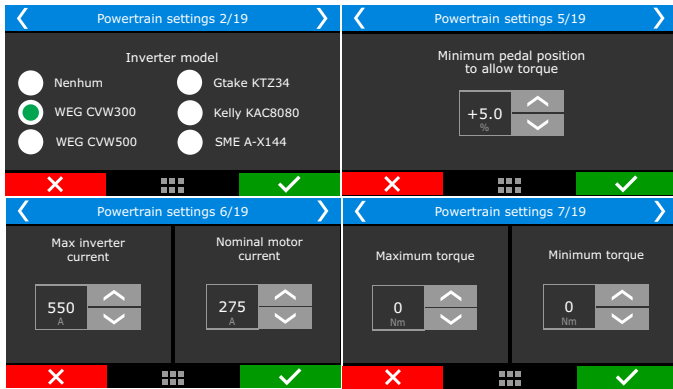 Powertrain settings 2/19
Inverter model
Nenhum
Gtake KTZ34
WEG CVW300
Kelly KAC8080
WEG CVW500
SME A-X144
Powertrain settings 5/19
Minimum pedal position
to allow torque
+5.0
%
Powertrain settings 6/19
Max inverter
current
550
A
Nominal motor
current
275
A
Powertrain settings 7/19
Maximum torque
0
Nm
Minimum torque
0
Nm